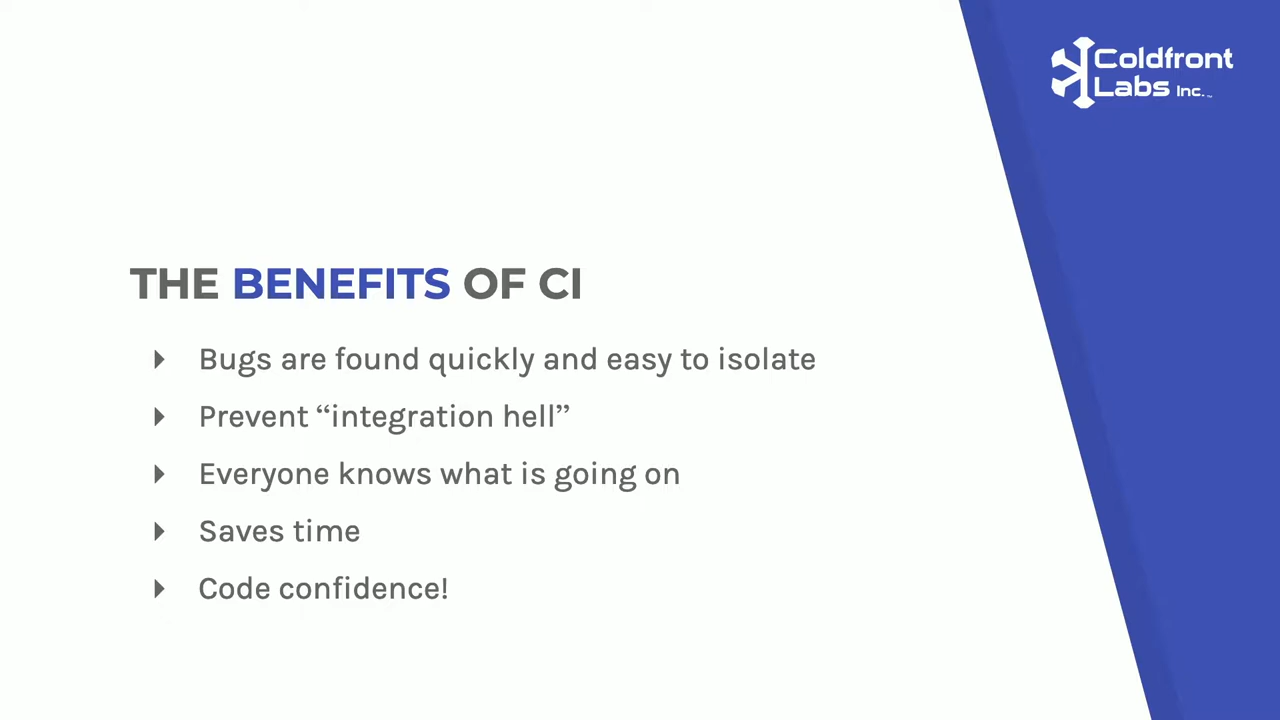 Coldfront
Labs Inc.
THE BENEFITS OF CI
Bugs are found quickly and easy to isolate
Prevent “integration hell”
Everyone knows what is going on
Saves time
Code confidence!